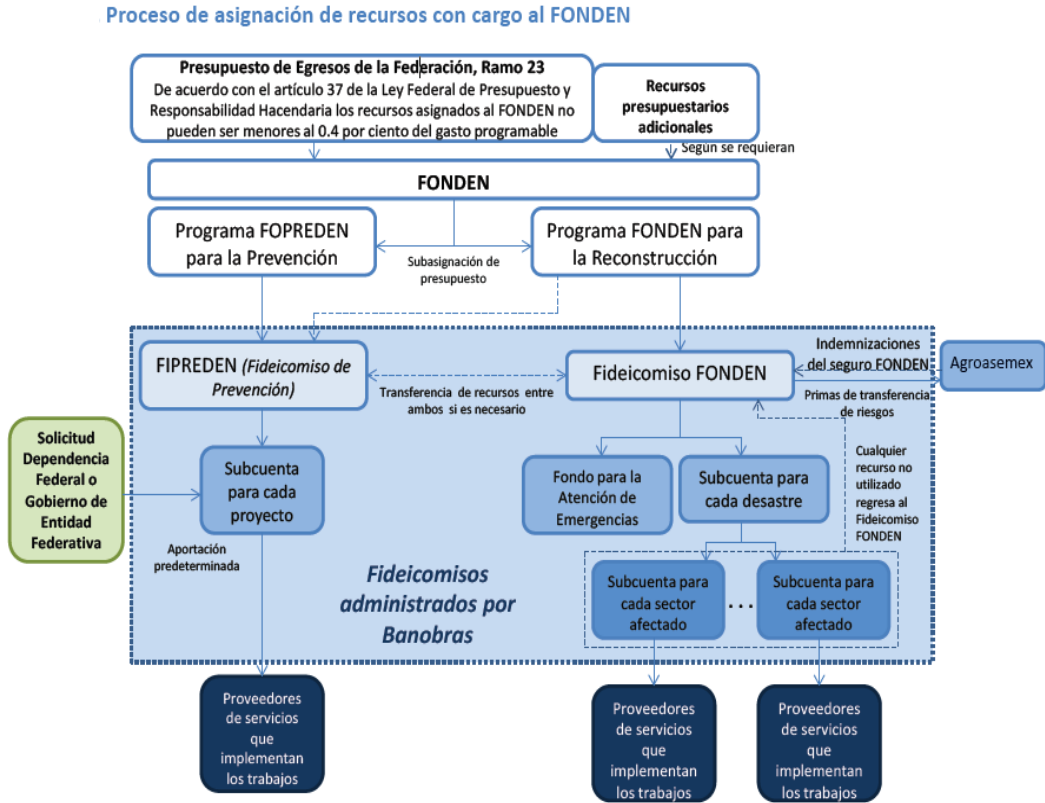 Proceso de asignación de recursos con cargo al FONDEN
Presupuesto de Egresos de la Federación, Ramo 23
De acuerdo con el artículo 37 de la Ley Federal de Presupuesto y
Responsabilidad Hacendaria los recursos asignados al FONDEN no
pueden ser menores al 0.4 por ciento del gasto programable
Recursos
presupuestarios
adicionales
Según se requieran
FONDEN
Programa FOPREDEN
para la Prevención
Subasignación de
presupuesto
Programa FONDEN para
la Reconstrucción
FIPREDEN (Fideicomiso de
Prevención)
Transferencia de recursos entre
ambos si es necesario
Fideicomiso FONDEN
Indemnizaciones
del seguro FONDEN
Agroasemex
Primas de transferencia
de riesgos
Solicitud
Dependencia
Federal o
Gobierno de
Entidad
Federativa
Subcuenta
para cada
proyecto
Aportación
predeterminada
Fondo para la
Atención de
Emergencias
Subcuenta para
cada desastre
Cualquier
recurso no
utilizado
regresa al
Fideicomiso
FONDEN
Fideicomisos
administrados por
Banobras
Subcuenta para
cada sector
afectado
...
Subcuenta para
cada sector
afectado
Proveedores
de servicios
que
implementan
los trabajos
Proveedores
de servicios
que
implementan
los trabajos
Proveedores
de servicios
que
implementan
los trabajos